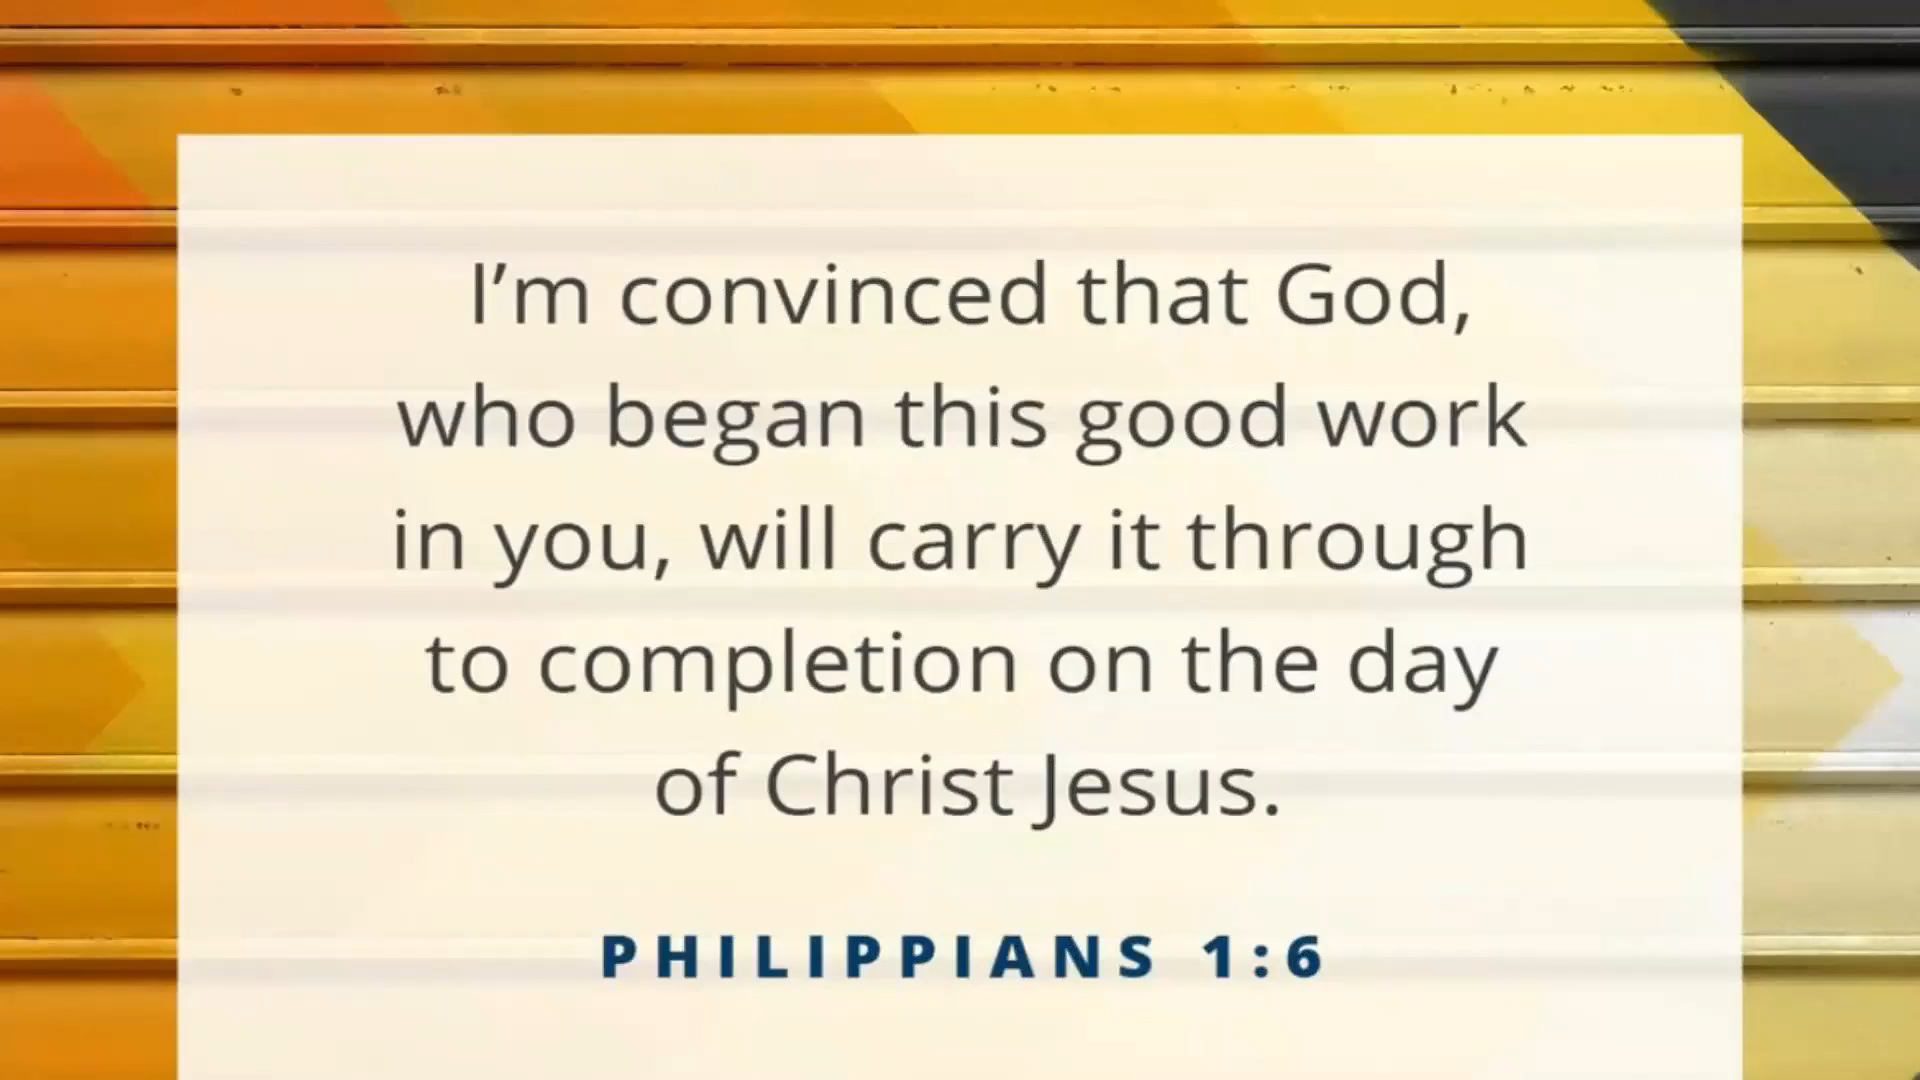 I’m convinced that God,
who began this good work
in you, will carry it through
to completion on the day
of Christ Jesus.
PHILIPPIANS 1:6